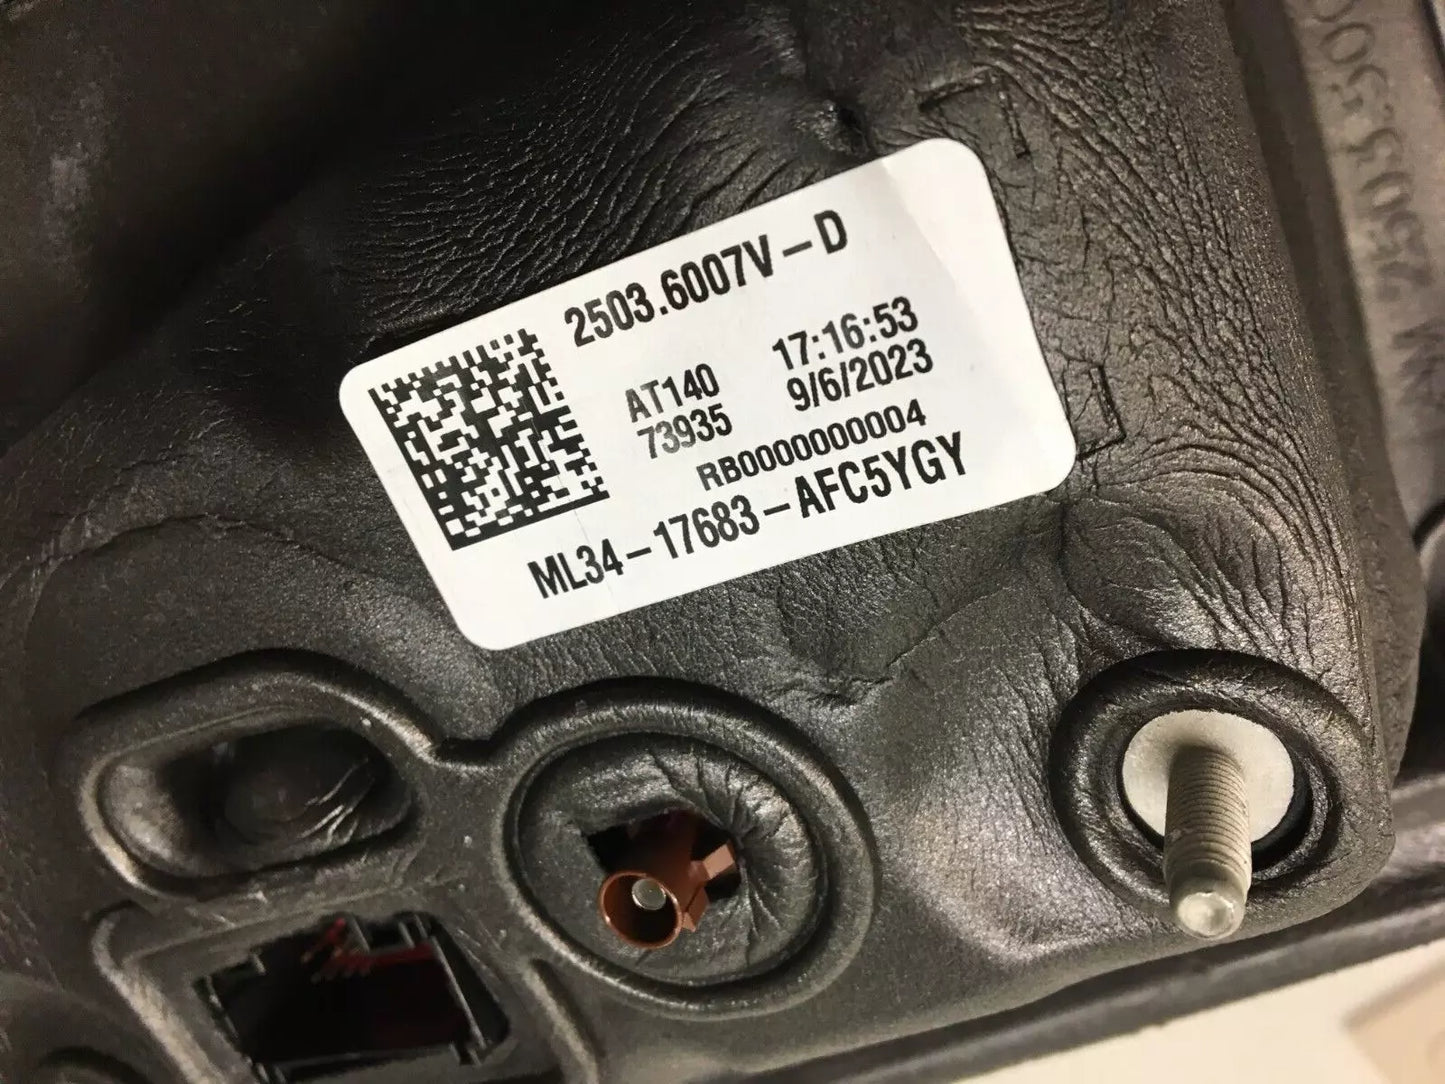 2503.6007V-D
AT140 17:16:53
73935 9/6/2023
RB0000000004
ML34-17683-AFC5YGY